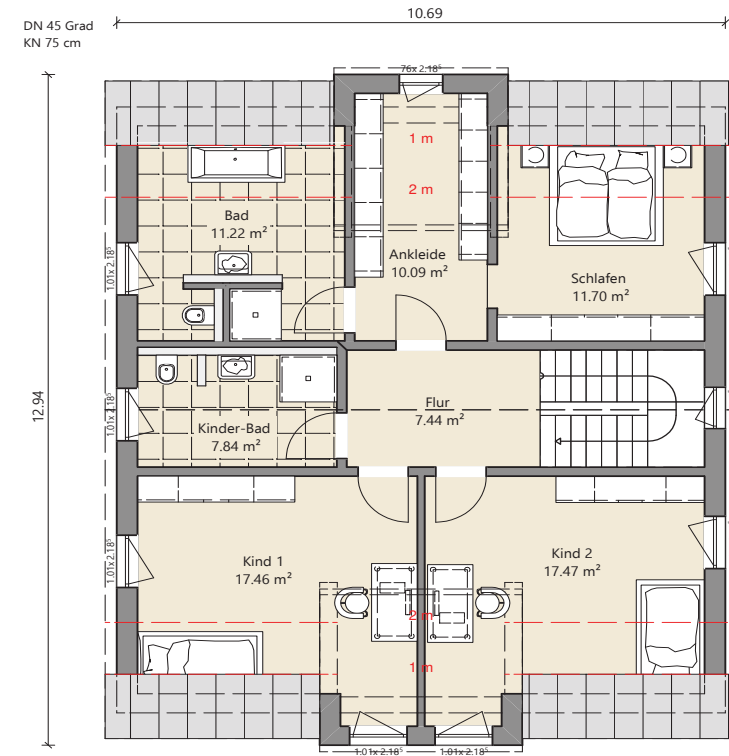 10.69
DN 45 Grad
KN 75 cm
76x 2.18⁵
1 m
2 m
Bad
11.22 m²
Ankleide
10.09 m²
Schlafen
11.70 m²
1.01x 2.18⁵
12.94
Flur
7.44 m²
1.01x 2.18⁵
Kinder-Bad
7.84 m²
Kind 1
17.46 m²
Kind 2
17.47 m²
1.01x 2.18⁵
2 m
1 m
1.01x 2.18⁵
1.01x 2.18⁵